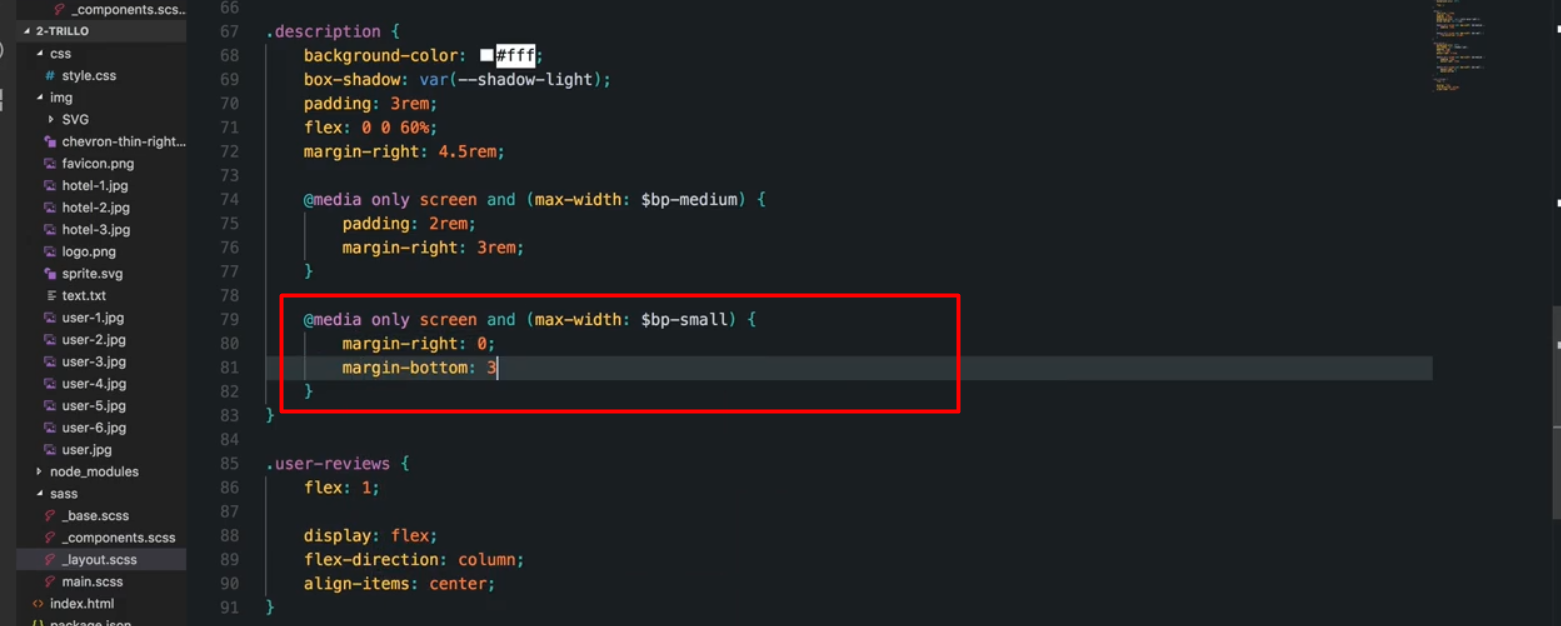 _components.scs...
2-TRILLO
css
# style.css
img
SVG
chevron-thin-right...
favicon.png
hotel-1.jpg
hotel-2.jpg
hotel-3.jpg
logo.png
sprite.svg
text.txt
user-1.jpg
user-2.jpg
user-3.jpg
user-4.jpg
user-5.jpg
user-6.jpg
user.jpg
node_modules
sass
_base.scss
_components.scss
_layout.scss
main.scss
<> index.html
{} package.json
66
67 .description {
68 background-color: #fff;
69 box-shadow: var(--shadow-light);
70 padding: 3rem;
71 flex: 0 0 60%;
72 margin-right: 4.5rem;
73
74 @media only screen and (max-width: $bp-medium) {
75 padding: 2rem;
76 margin-right: 3rem;
77 }
78
79 @media only screen and (max-width: $bp-small) {
80 margin-right: 0;
81 margin-bottom: 3
82 }
83 }
84
85 .user-reviews {
86 flex: 1;
87
88 display: flex;
89 flex-direction: column;
90 align-items: center;
91 }